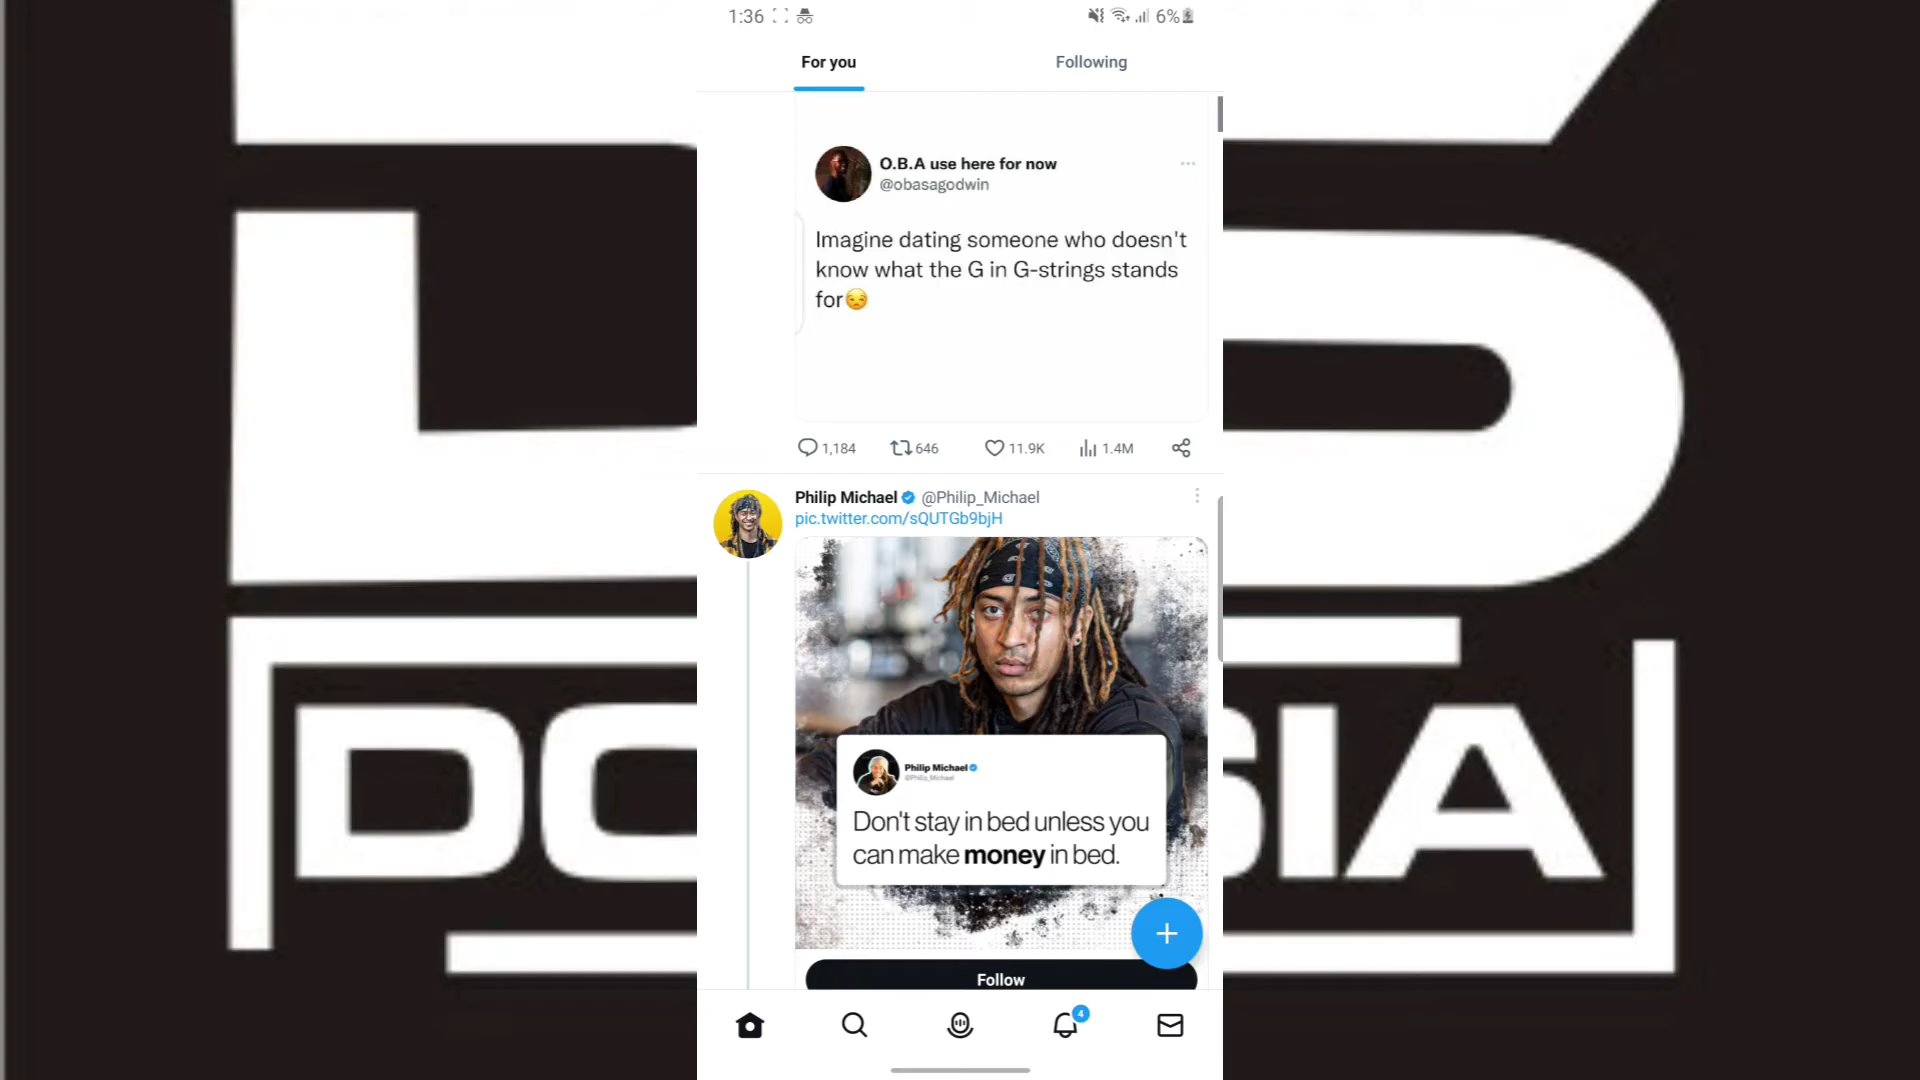 1:36
6%
For you
Following
O.B.A use here for now
@obasagodwin
Imagine dating someone who doesn't
know what the G in G-strings stands
for😒
1,184
646
11.9K
1.4M
Philip Michael @Philip_Michael
pic.twitter.com/sQUTGb9bjH
Philip Michael
@Philip_Michael
Don't stay in bed unless you
can make money in bed.
Follow
4